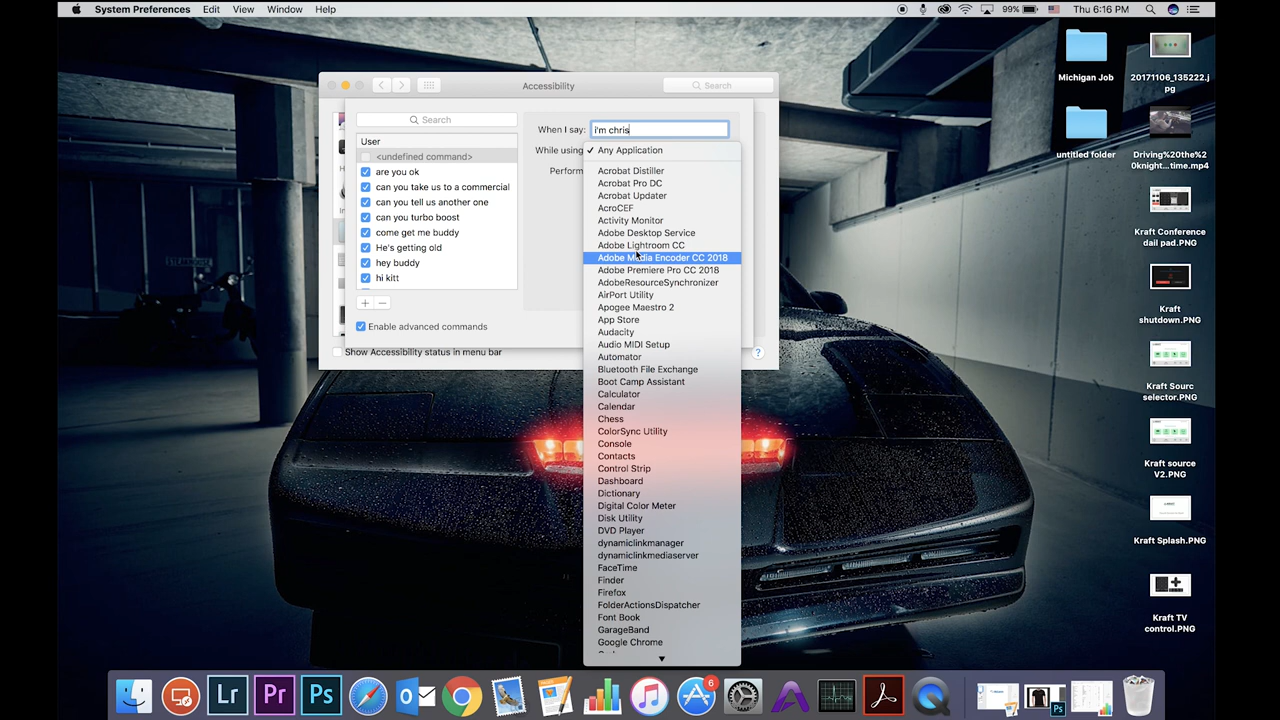 System Preferences Edit View Window Help
99% Thu 6:16 PM
Accessibility
Search
Search
When I say: i'm chris
While using: ✓ Any Application
Perform
User
<undefined command>
are you ok
can you take us to a commercial
can you tell us another one
can you turbo boost
come get me buddy
He's getting old
hey buddy
hi kitt
+ −
Enable advanced commands
Show Accessibility status in menu bar
?
Acrobat Distiller
Acrobat Pro DC
Acrobat Updater
AcroCEF
Activity Monitor
Adobe Desktop Service
Adobe Lightroom CC
Adobe Media Encoder CC 2018
Adobe Premiere Pro CC 2018
AdobeResourceSynchronizer
AirPort Utility
Apogee Maestro 2
App Store
Audacity
Audio MIDI Setup
Automator
Bluetooth File Exchange
Boot Camp Assistant
Calculator
Calendar
Chess
ColorSync Utility
Console
Contacts
Control Strip
Dashboard
Dictionary
Digital Color Meter
Disk Utility
DVD Player
dynamiclinkmanager
dynamiclinkmediaserver
FaceTime
Finder
Firefox
FolderActionsDispatcher
Font Book
GarageBand
Google Chrome
Michigan Job
20171106_135222.j
pg
untitled folder
Driving%20the%2
0knight...time.mp4
Kraft Conference
dail pad.PNG
Kraft
shutdown.PNG
Kraft Sourc
selector.PNG
Kraft source
V2.PNG
Kraft Splash.PNG
Kraft TV
control.PNG
Lr
Pr
Ps
6
Ps